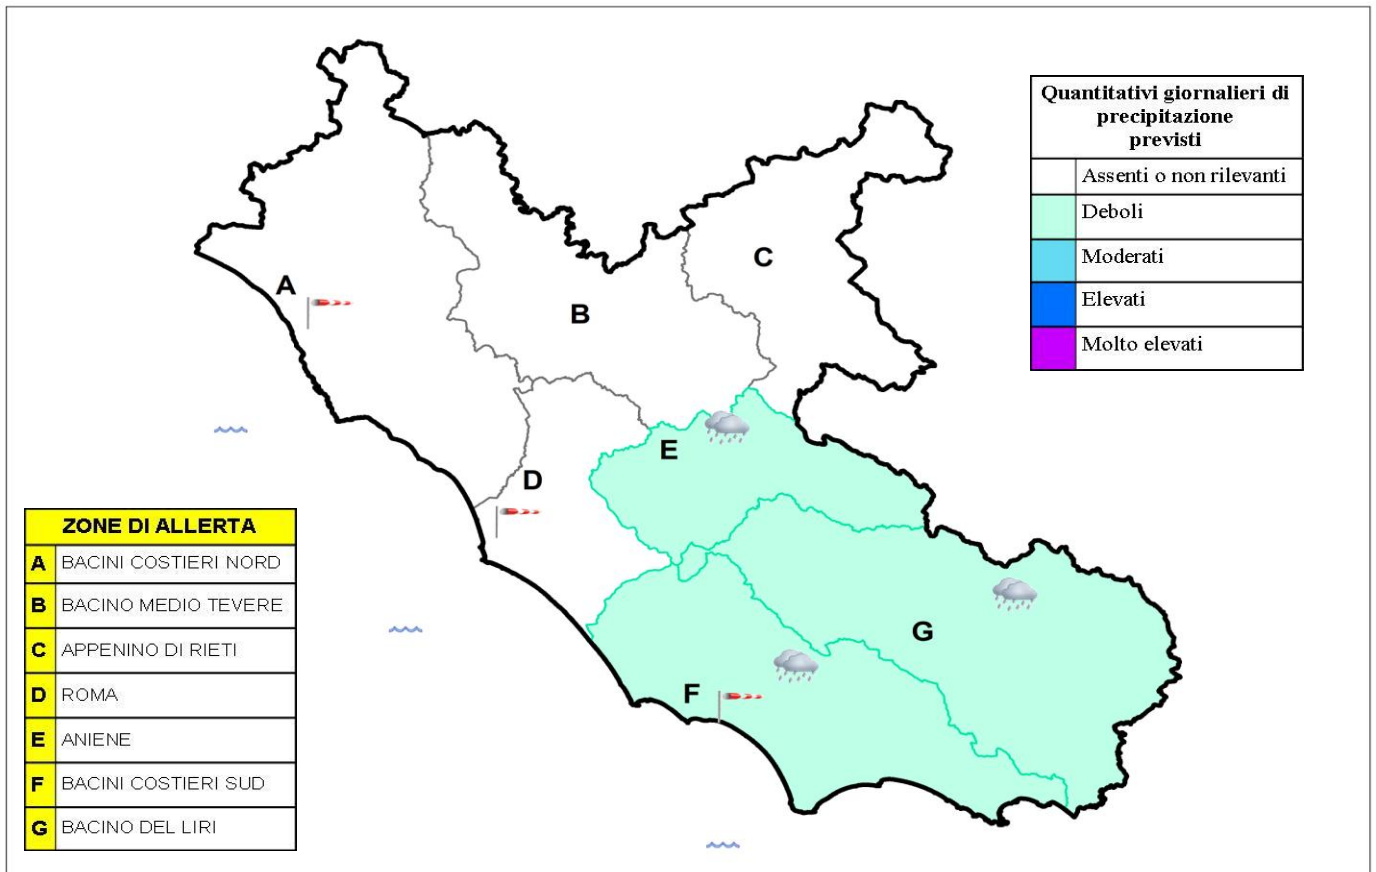 Quantitativi giornalieri di
precipitazione
previsti
Assenti o non rilevanti
Deboli
Moderati
Elevati
Molto elevati
A
B
C
D
E
F
G
ZONE DI ALLERTA
A BACINI COSTIERI NORD
B BACINO MEDIO TEVERE
C APPENINO DI RIETI
D ROMA
E ANIENE
F BACINI COSTIERI SUD
G BACINO DEL LIRI